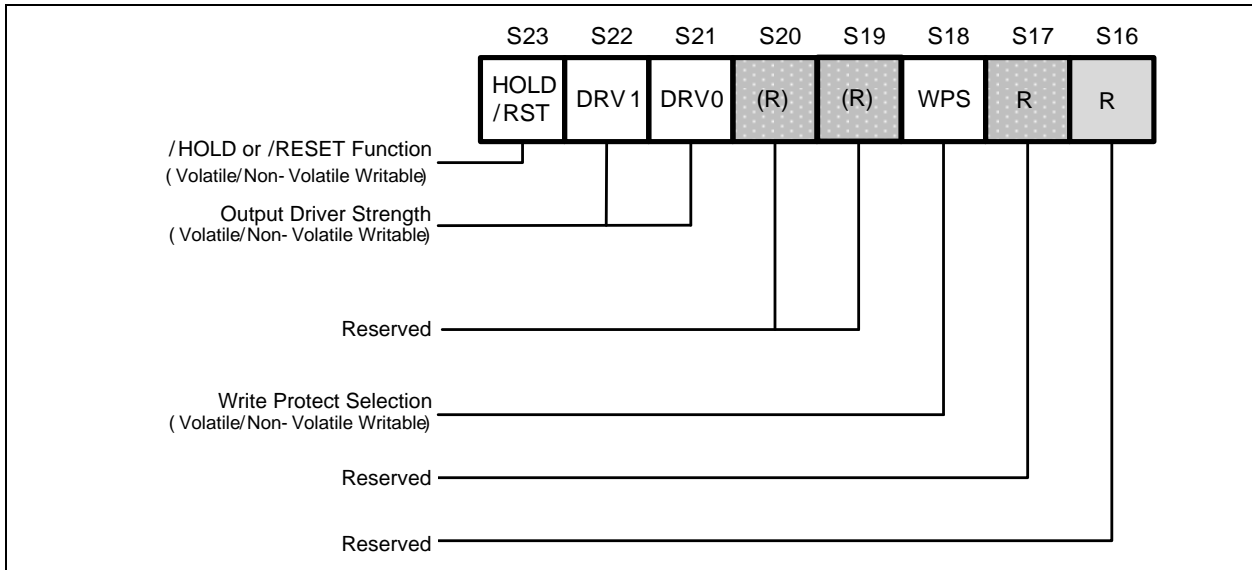 S23 S22 S21 S20 S19 S18 S17 S16
HOLD
/RST DRV1 DRV0 (R) (R) WPS R R
/HOLD or /RESET Function
(Volatile/Non-Volatile Writable)
Output Driver Strength
(Volatile/Non-Volatile Writable)
Reserved
Write Protect Selection
(Volatile/Non-Volatile Writable)
Reserved
Reserved